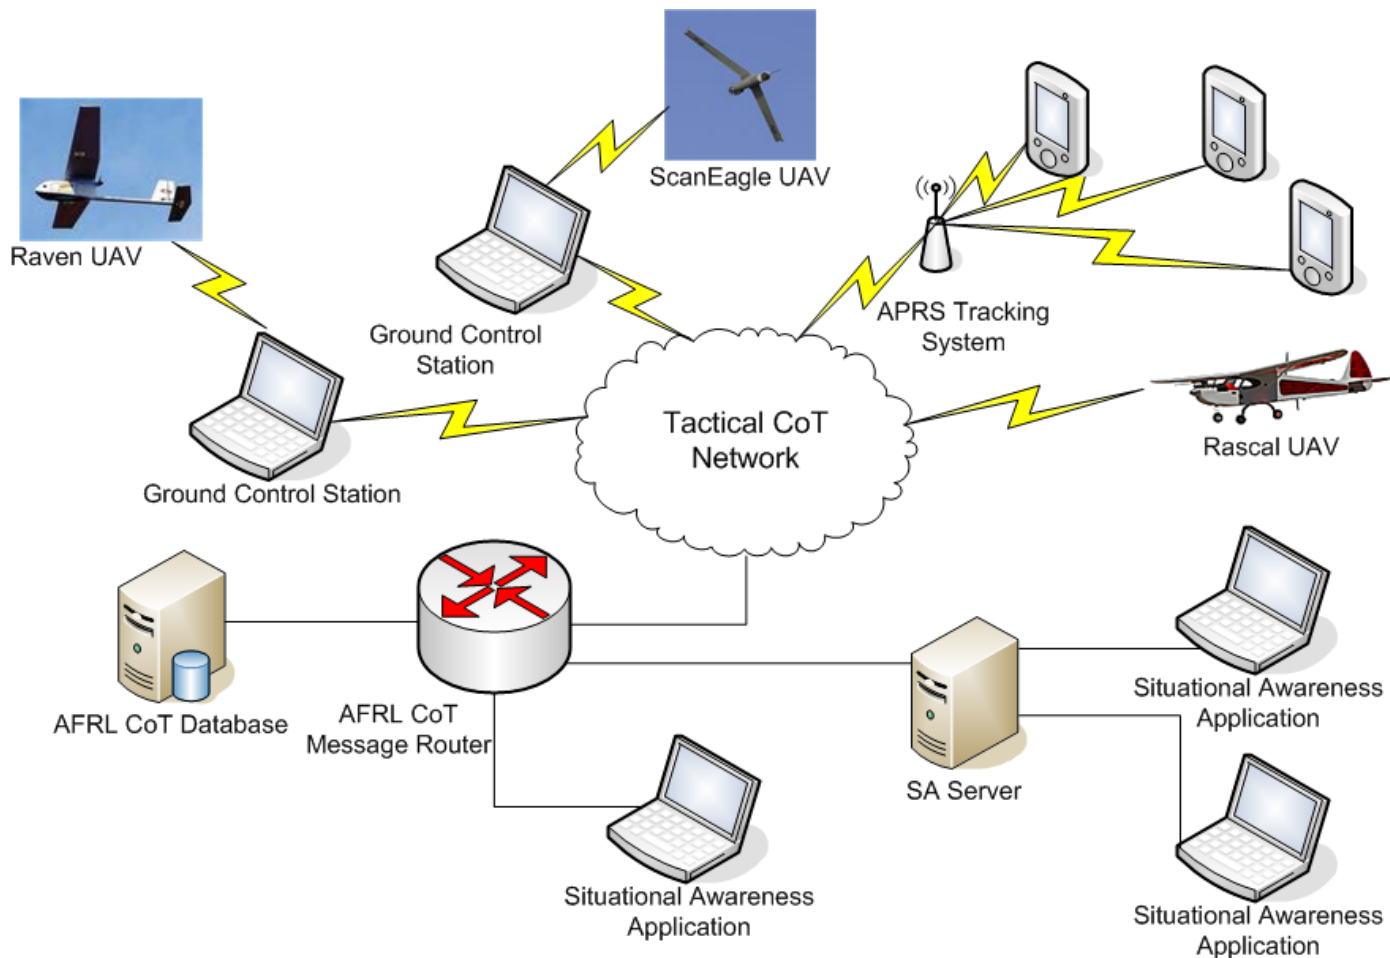 ScanEagle UAV
Raven UAV
APRS Tracking
System
Ground Control
Station
Tactical CoT
Network
Rascal UAV
Ground Control Station
AFRL CoT Database
AFRL CoT
Message Router
Situational Awareness
Application
SA Server
Situational Awareness
Application
Situational Awareness
Application